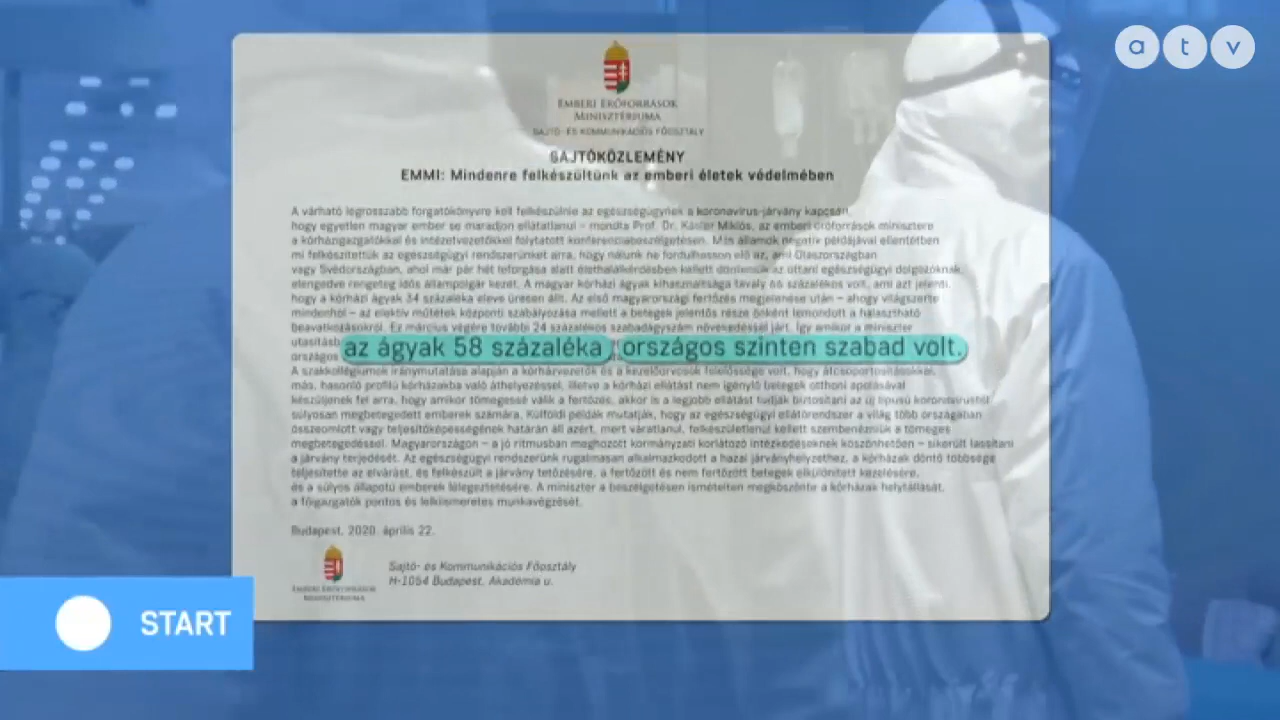 atv
EMBERI ERŐFORRÁSOK
MINISZTÉRIUMA
SAJTÓ- ÉS KOMMUNIKÁCIÓS FŐOSZTÁLY
SAJTÓKÖZLEMÉNY
EMMI: Mindenre felkészültünk az emberi életek védelmében
A várható legrosszabb forgatókönyvre kell felkészülnie az egészségügynek a koronavírus-járvány kapcsán,
hogy egyetlen magyar ember se maradjon ellátatlanul – mondta Prof. Dr. Kásler Miklós, az emberi erőforrások minisztere
a kórházigazgatókkal és intézetvezetőkkel folytatott konferenciabeszélgetésen. Más államok negatív példájával ellentétben
mi felkészítettük az egészségügyi rendszerünket arra, hogy nálunk ne fordulhasson elő az, ami Olaszországban
vagy Svédországban, ahol már pár hét leforgása alatt élethalálkérdésben kellett dönteniük az ottani egészségügyi dolgozóknak,
elengedve rengeteg idős állampolgár kezét. A magyar kórházi ágyak kihasználtsága tavaly 66 százalékos volt, ami azt jelenti,
hogy a kórházi ágyak 34 százaléka eleve üresen állt. Az első magyarországi fertőzés megjelenése után – ahogy világszerte
mindenhol – az elektív műtétek központi szabályozása mellett a betegek jelentős része önként lemondott a halasztható
beavatkozásokról. Ez március végére további 24 százalékos szabadágyszám növekedéssel járt. Így amikor a miniszter
az ágyak 58 százaléka országos szinten szabad volt.
országos
A szakkollégiumok iránymutatása alapján a kórházvezetők és a kezelőorvosok felelőssége volt, hogy átcsoportosításokkal,
más, hasonló profilú kórházakba való áthelyezéssel, illetve a kórházi ellátást nem igénylő betegek otthoni ápolásával
készüljenek fel arra, hogy amikor tömegessé válik a fertőzés, akkor is a legjobb ellátást tudják biztosítani az új típusú koronavírustól
súlyosan megbetegedett emberek számára. Külföldi példák mutatják, hogy az egészségügyi ellátórendszer a világ több országában
összeomlott vagy teljesítőképességének határán áll azért, mert váratlanul, felkészületlenül kellett szembenézniük a tömeges
megbetegedéssel. Magyarországon – a jó ritmusban meghozott kormányzati korlátozó intézkedéseknek köszönhetően – sikerült lassítani
a járvány terjedését. Az egészségügyi rendszerünk rugalmasan alkalmazkodott a hazai járványhelyzethez, a kórházak döntő többsége
teljesítette az elvárást, és felkészült a járvány tetőzésére, a fertőzött és nem fertőzött betegek elkülönített kezelésére,
és a súlyos állapotú emberek lélegeztetésére. A miniszter a beszélgetésen ismételten megköszönte a kórházak helytállását,
a főigazgatók pontos és lelkiismeretes munkavégzését.
Budapest, 2020. április 22.
Sajtó- és Kommunikációs Főosztály
H-1054 Budapest, Akadémia u.
EMBERI ERŐFORRÁSOK
MINISZTÉRIUMA
START